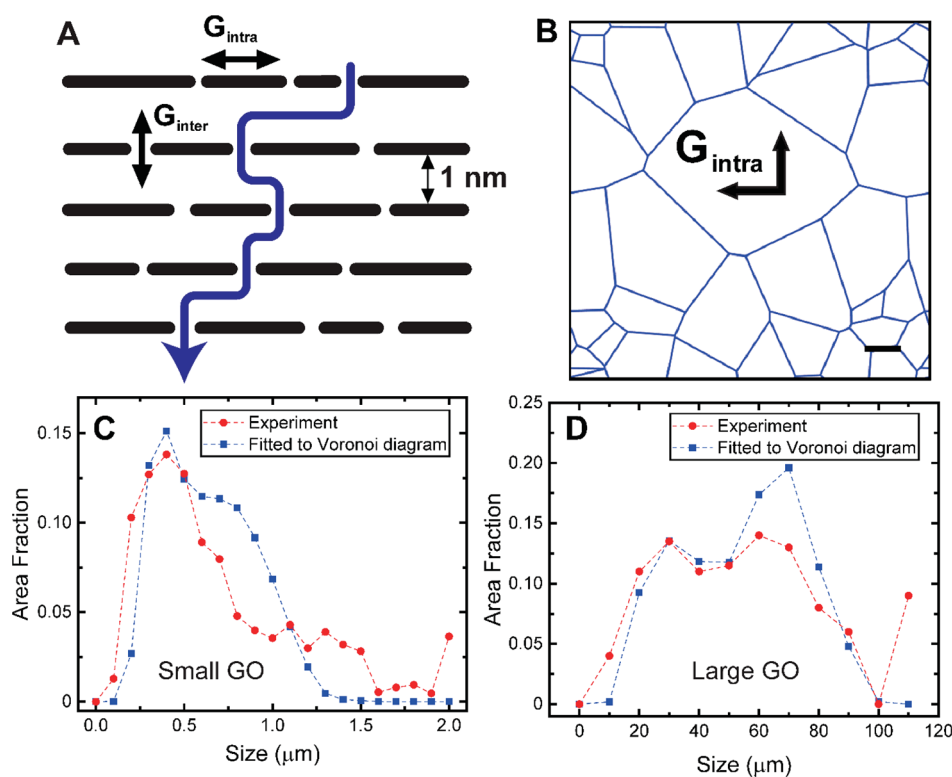 A
G intra
G inter
1 nm
B
G intra
C
Experiment
Fitted to Voronoi diagram
0.15
0.10
0.05
0
Area Fraction
Small GO
0.0 0.5 1.0 1.5 2.0
Size (μm)
D
Experiment
Fitted to Voronoi diagram
0.25
0.20
0.15
0.10
0.05
0
Area Fraction
Large GO
0 20 40 60 80 100 120
Size (μm)